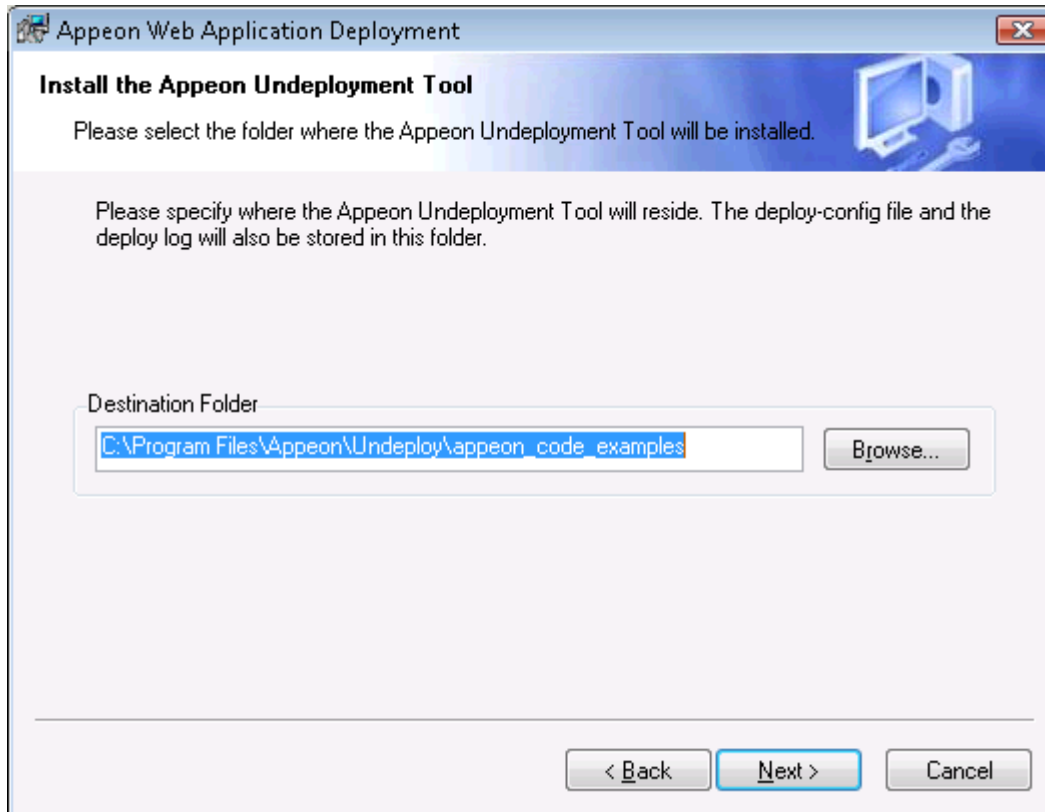 Appeon Web Application Deployment
Install the Appeon Undeployment Tool
Please select the folder where the Appeon Undeployment Tool will be installed.
Please specify where the Appeon Undeployment Tool will reside. The deploy-config file and the
deploy log will also be stored in this folder.
Destination Folder
C:\Program Files\Appeon\Undeploy\appeon_code_examples
Browse...
< Back
Next >
Cancel